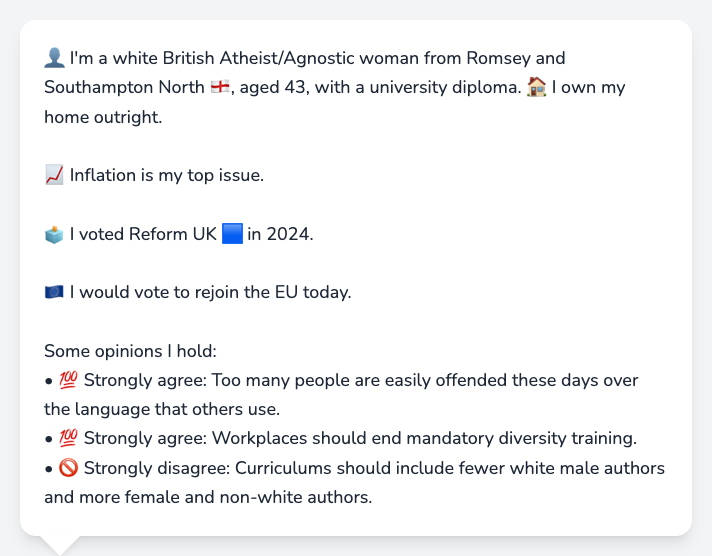 👤 I'm a white British Atheist/Agnostic woman from Romsey and
Southampton North 🏴󠁧󠁢󠁥󠁮󠁧󠁿, aged 43, with a university diploma. 🏠 I own my
home outright.
📈 Inflation is my top issue.
🗳️ I voted Reform UK 🟦 in 2024.
🇪🇺 I would vote to rejoin the EU today.
Some opinions I hold:
• 💯 Strongly agree: Too many people are easily offended these days over
the language that others use.
• 💯 Strongly agree: Workplaces should end mandatory diversity training.
• 🚫 Strongly disagree: Curriculums should include fewer white male authors
and more female and non-white authors.